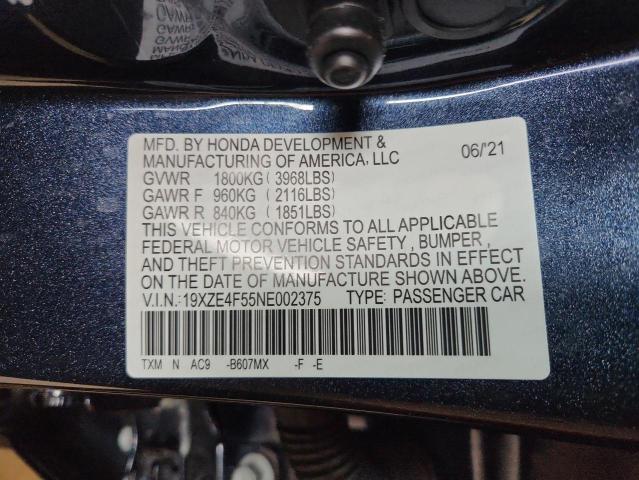 MFD. BY HONDA DEVELOPMENT &
MANUFACTURING OF AMERICA, LLC 06/'21
GVWR 1800KG ( 3968LBS )
GAWR F 960KG ( 2116LBS )
GAWR R 840KG ( 1851LBS )
THIS VEHICLE CONFORMS TO ALL APPLICABLE
FEDERAL MOTOR VEHICLE SAFETY , BUMPER ,
AND THEFT PREVENTION STANDARDS IN EFFECT
ON THE DATE OF MANUFACTURE SHOWN ABOVE.
V.I.N.: 19XZE4F55NE002375 TYPE: PASSENGER CAR
TXM N AC9 -B607MX -F -E